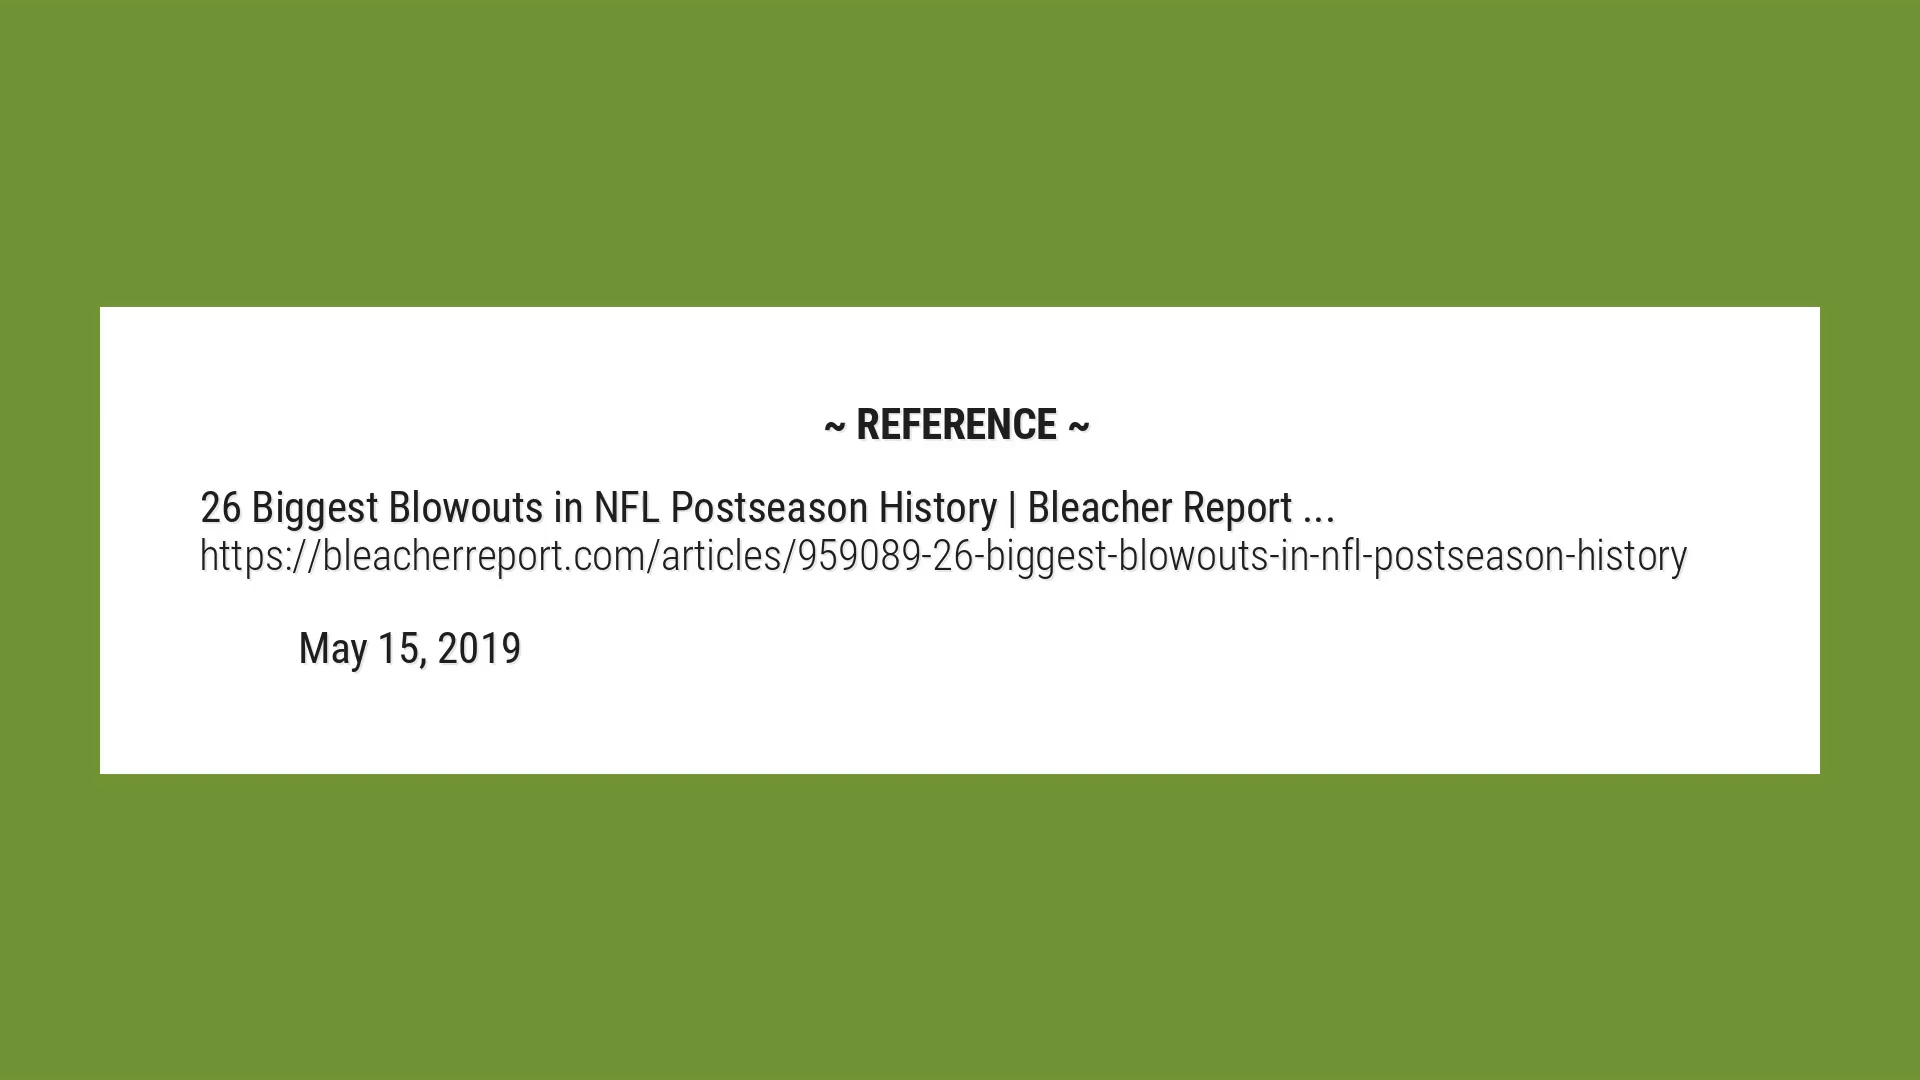 ~ REFERENCE ~
26 Biggest Blowouts in NFL Postseason History | Bleacher Report ...
https://bleacherreport.com/articles/959089-26-biggest-blowouts-in-nfl-postseason-history
May 15, 2019